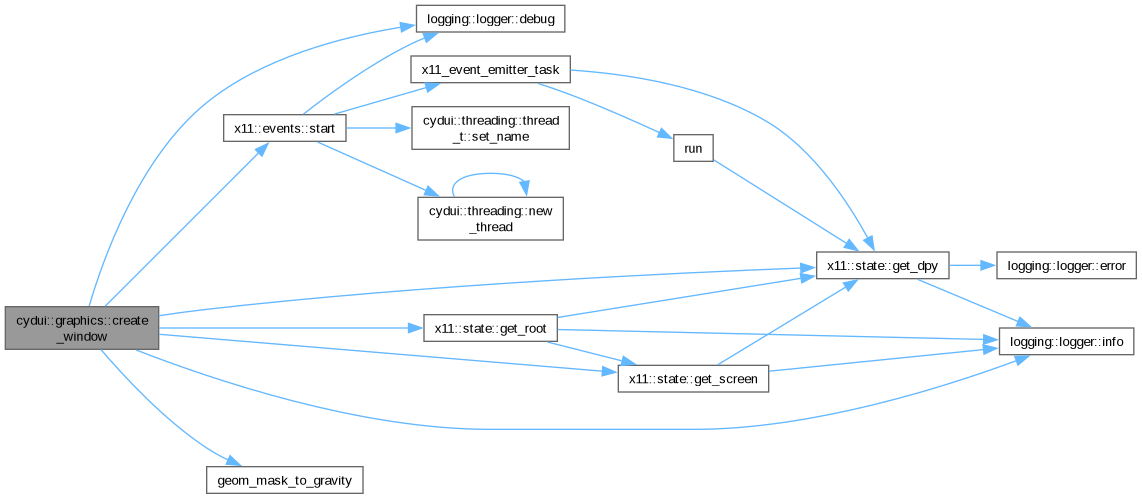 logging::logger::debug
x11_event_emitter_task
cydui::threading::thread
_t::set_name
x11::events::start
run
cydui::threading::new
_thread
x11::state::get_dpy
logging::logger::error
cydui::graphics::create
_window
x11::state::get_root
logging::logger::info
x11::state::get_screen
geom_mask_to_gravity